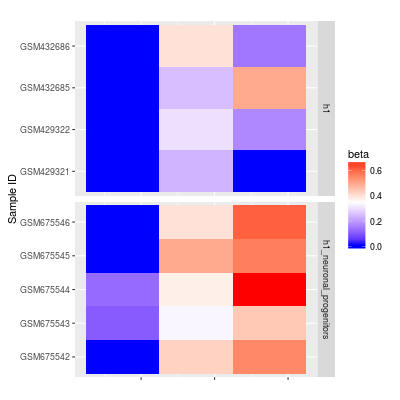 GSM432686
GSM432685
GSM429322
GSM429321
h1
GSM675546
GSM675545
GSM675544
GSM675543
GSM675542
h1_neuronal_progenitors
Sample ID
beta
0.6
0.4
0.2
0.0